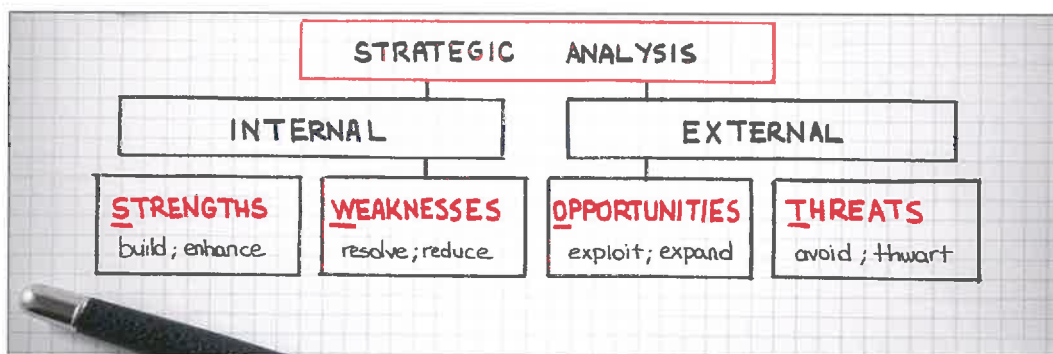 STRATEGIC ANALYSIS
INTERNAL
EXTERNAL
STRENGTHS
build; enhance
WEAKNESSES
resolve; reduce
OPPORTUNITIES
exploit; expand
THREATS
avoid; thwart